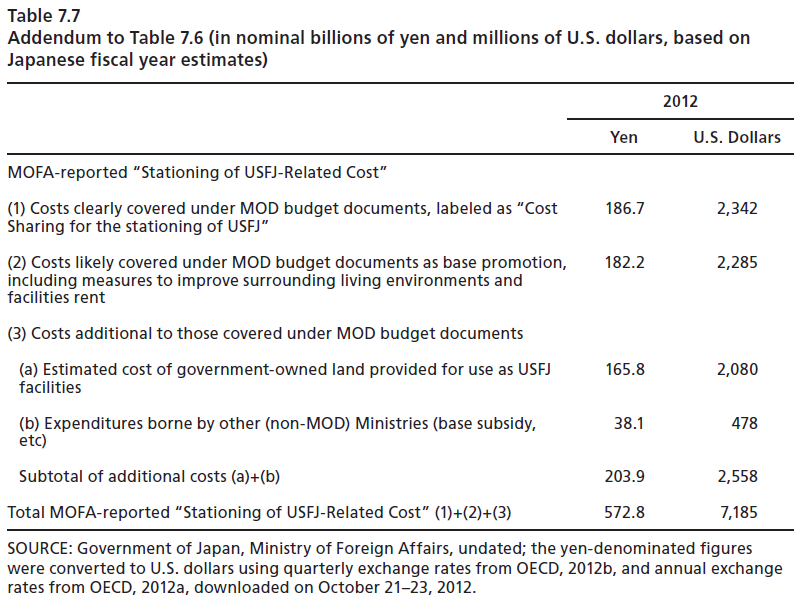 Table 7.7
Addendum to Table 7.6 (in nominal billions of yen and millions of U.S. dollars, based on
Japanese fiscal year estimates)
2012
Yen U.S. Dollars
MOFA-reported “Stationing of USFJ-Related Cost”
(1) Costs clearly covered under MOD budget documents, labeled as “Cost 186.7 2,342
Sharing for the stationing of USFJ”
(2) Costs likely covered under MOD budget documents as base promotion, 182.2 2,285
including measures to improve surrounding living environments and
facilities rent
(3) Costs additional to those covered under MOD budget documents
(a) Estimated cost of government-owned land provided for use as USFJ 165.8 2,080
facilities
(b) Expenditures borne by other (non-MOD) Ministries (base subsidy, 38.1 478
etc)
Subtotal of additional costs (a)+(b) 203.9 2,558
Total MOFA-reported “Stationing of USFJ-Related Cost” (1)+(2)+(3) 572.8 7,185
SOURCE: Government of Japan, Ministry of Foreign Affairs, undated; the yen-denominated figures
were converted to U.S. dollars using quarterly exchange rates from OECD, 2012b, and annual exchange
rates from OECD, 2012a, downloaded on October 21–23, 2012.